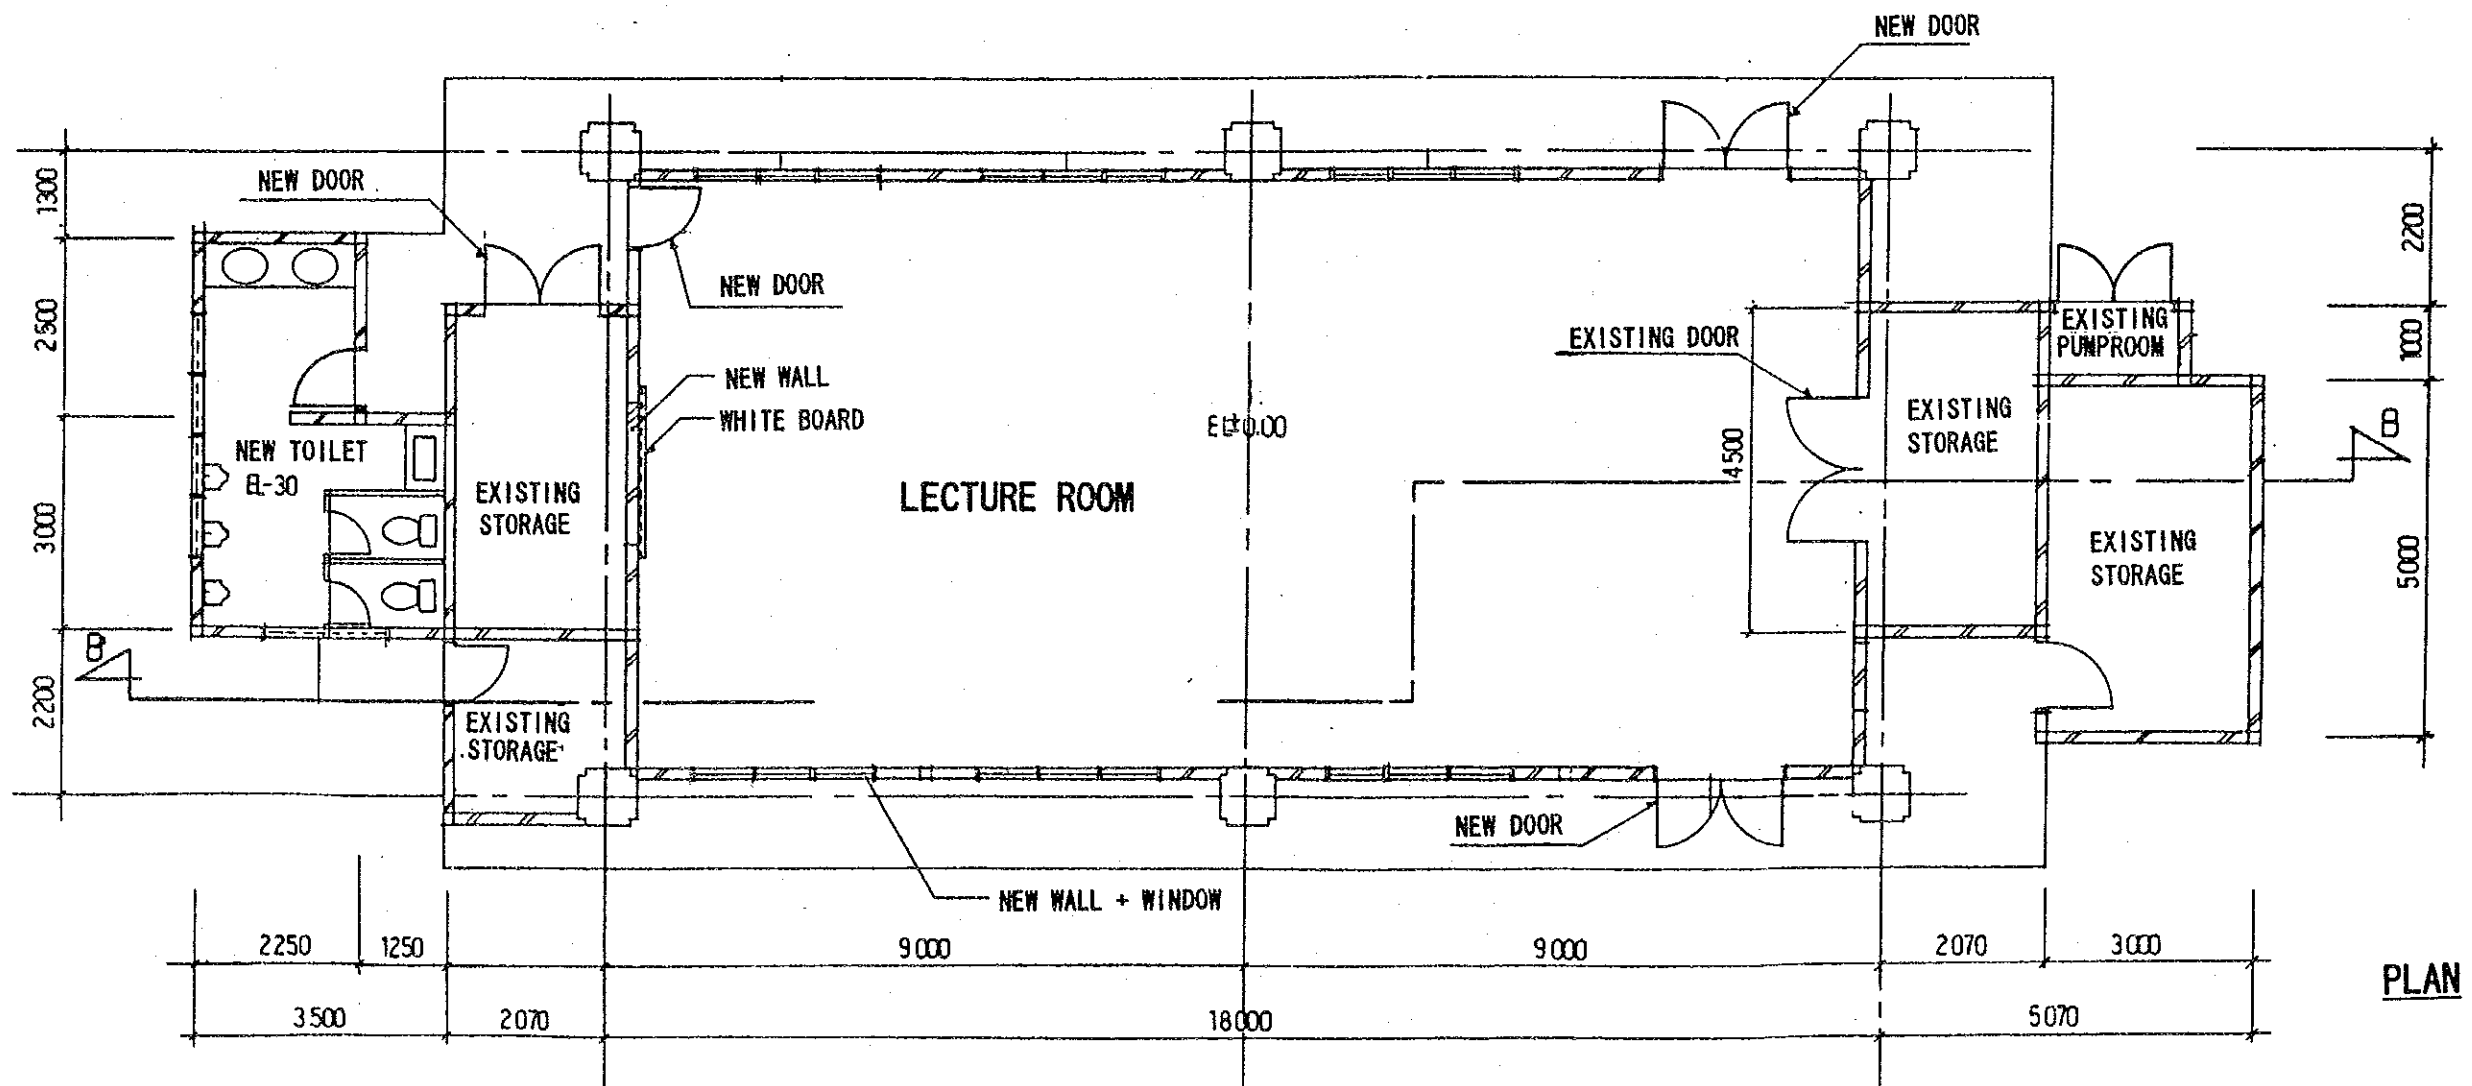 NEW DOOR
NEW DOOR
1300
2200
NEW DOOR
2500
EXISTING
PUMPROOM
1000
EXISTING DOOR
NEW WALL
WHITE BOARD
EL±0.00
EXISTING
STORAGE
B
4500
NEW TOILET
EL-30
LECTURE ROOM
EXISTING
STORAGE
3000
EXISTING
STORAGE
5000
B
2200
EXISTING
STORAGE
NEW DOOR
NEW WALL + WINDOW
2250
1250
9000
9000
2070
3000
PLAN
3500
2070
18000
5070